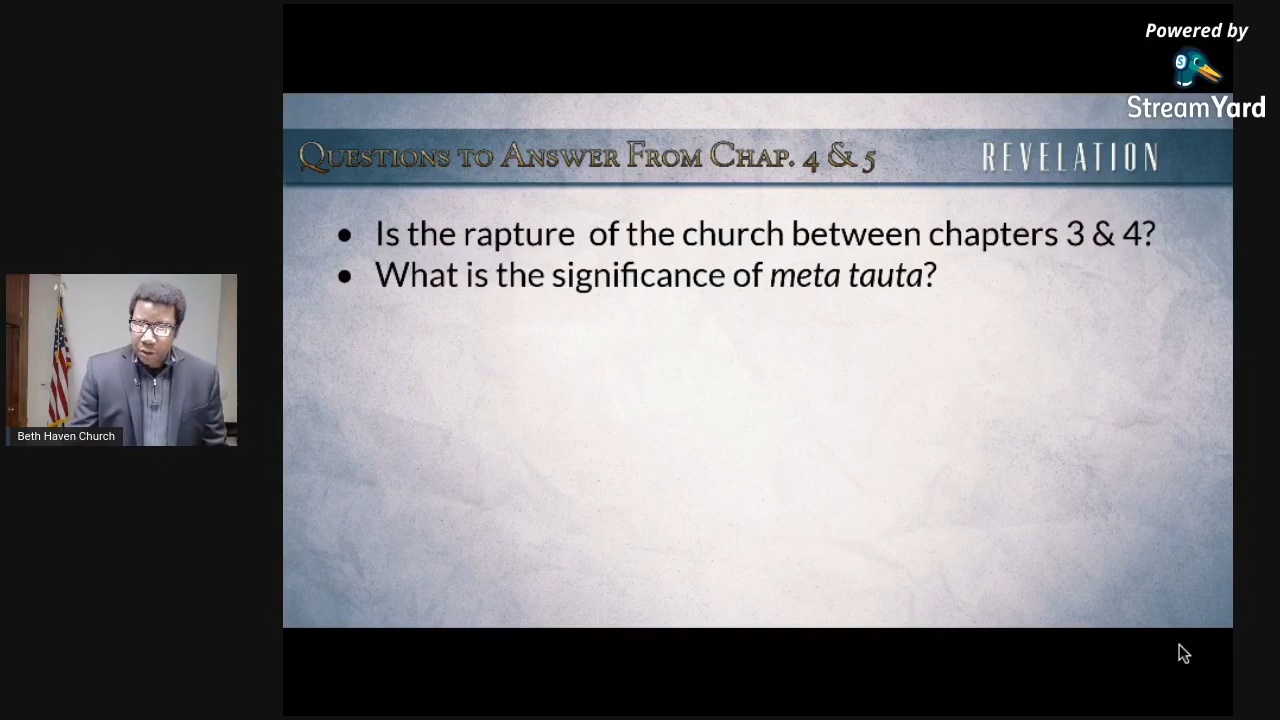 Powered by
StreamYard
Questions to Answer From Chap. 4 & 5
REVELATION
• Is the rapture of the church between chapters 3 & 4?
• What is the significance of meta tauta?
Beth Haven Church